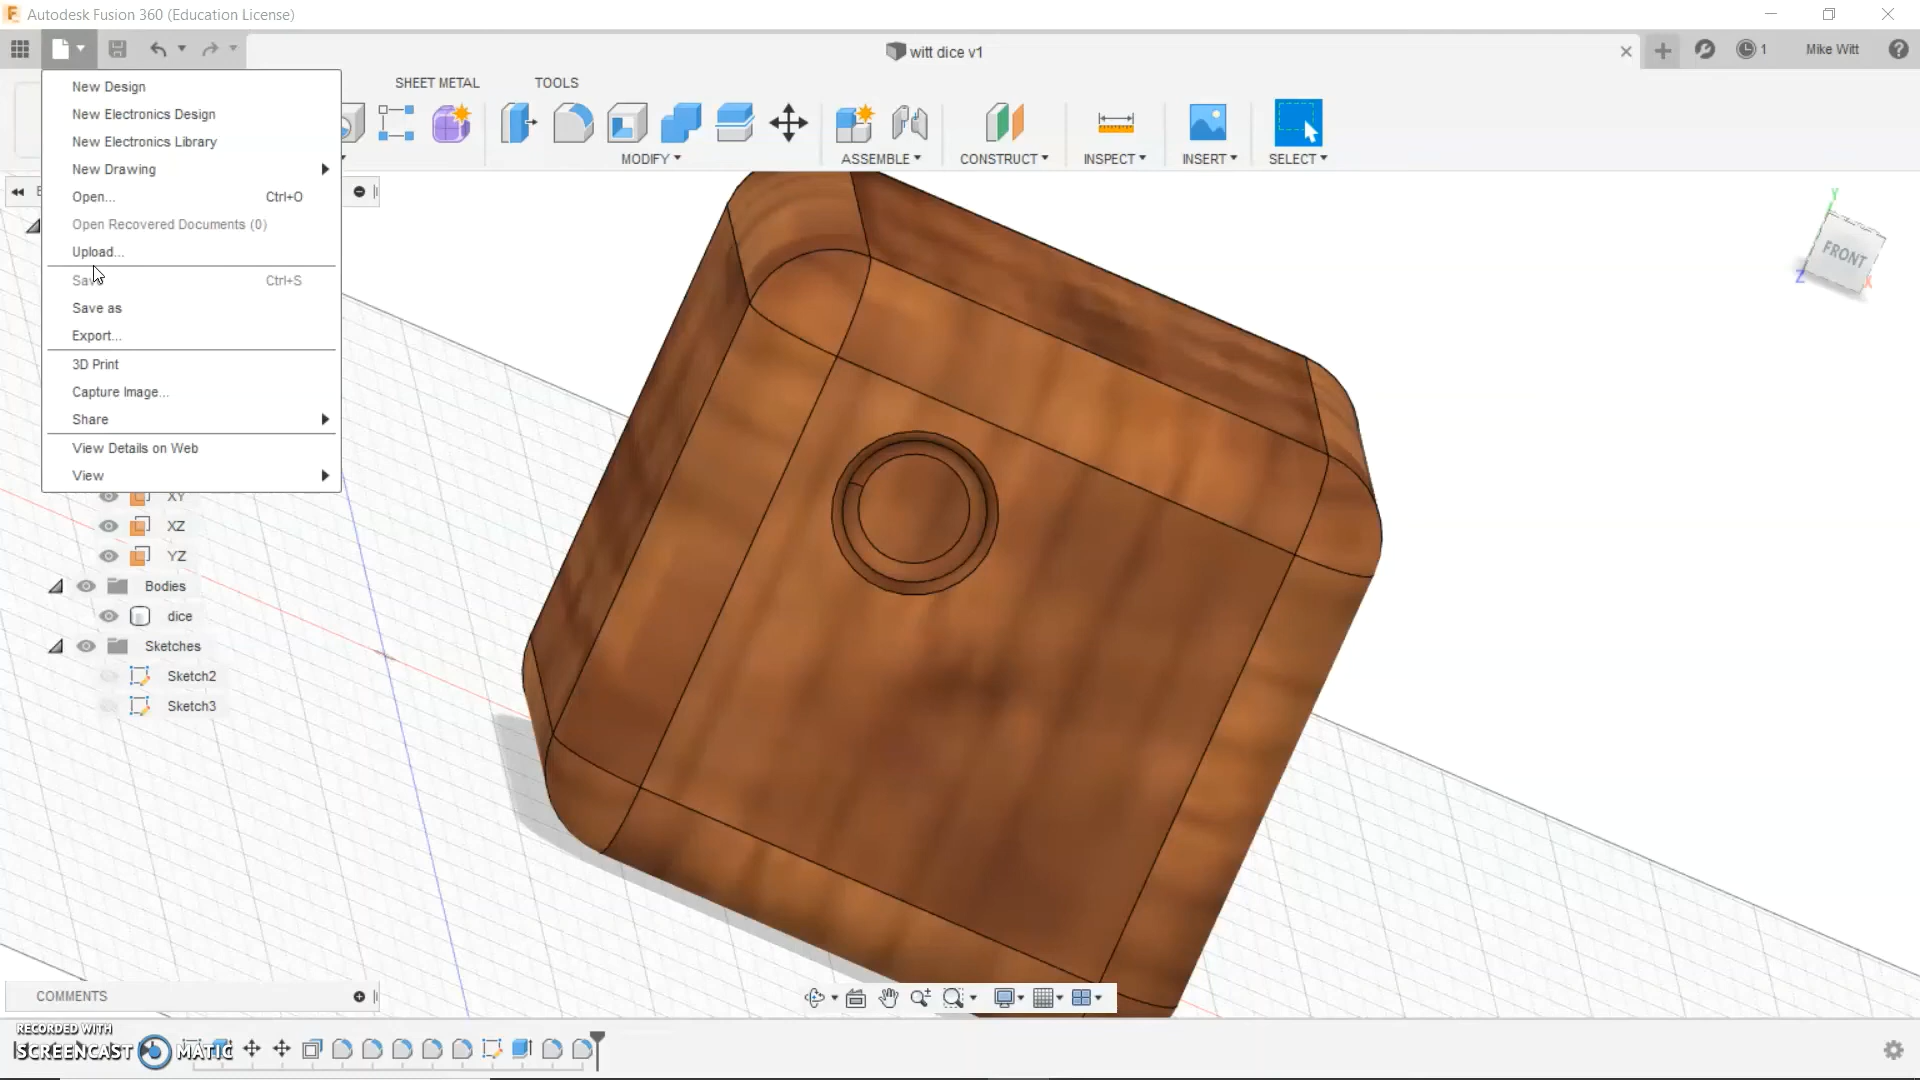 Autodesk Fusion 360 (Education License)
witt dice v1
1
Mike Witt
SHEET METAL
TOOLS
MODIFY
ASSEMBLE
CONSTRUCT
INSPECT
INSERT
SELECT
New Design
New Electronics Design
New Electronics Library
New Drawing
Open... Ctrl+O
Open Recovered Documents (0)
Upload...
Ctrl+S
Save as
Export...
3D Print
Capture Image...
Share
View Details on Web
View
XY
XZ
YZ
Bodies
dice
Sketches
Sketch2
Sketch3
Y
FRONT
Z
X
COMMENTS
RECORDED WITH
SCREENCAST MATIC